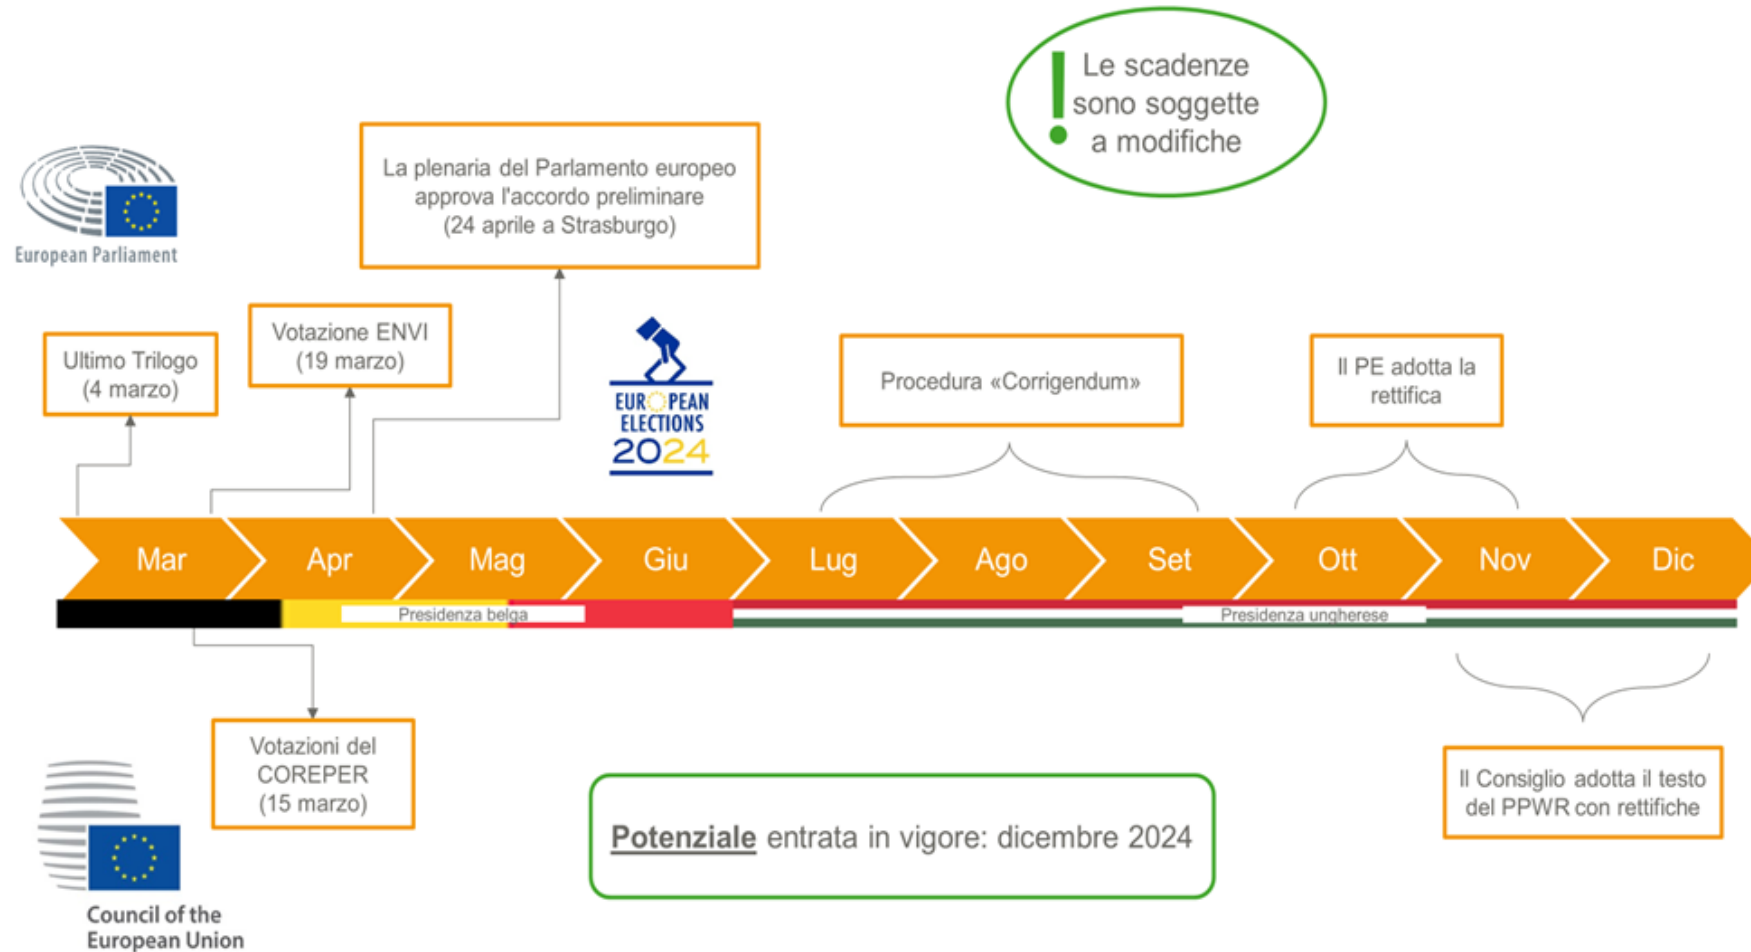 Le scadenze
sono soggette
a modifiche
!
La plenaria del Parlamento europeo
approva l'accordo preliminare
(24 aprile a Strasburgo)
European Parliament
Ultimo Trilogo
(4 marzo)
Votazione ENVI
(19 marzo)
EUROPEAN
ELECTIONS
2024
Procedura «Corrigendum»
Il PE adotta la
rettifica
Mar
Apr
Mag
Giu
Lug
Ago
Set
Ott
Nov
Dic
Presidenza belga
Presidenza ungherese
Votazioni del
COREPER
(15 marzo)
Council of the
European Union
Potenziale entrata in vigore: dicembre 2024
Il Consiglio adotta il testo
del PPWR con rettifiche